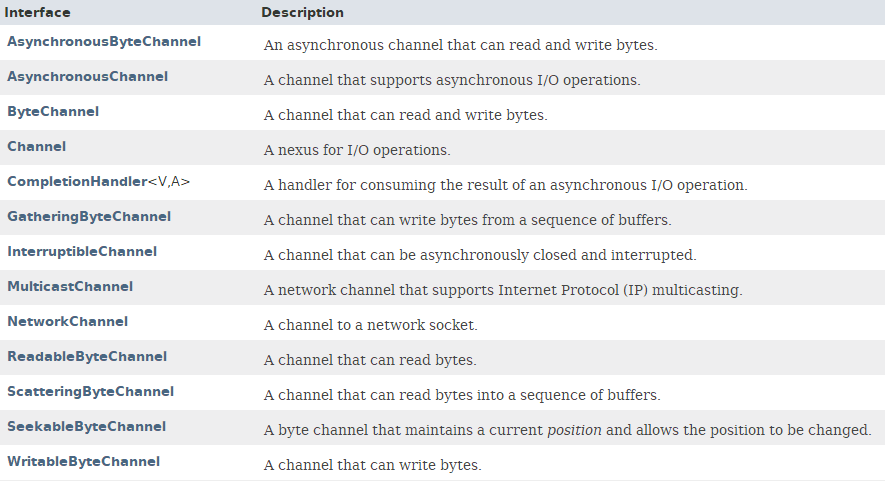 Interface Description
AsynchronousByteChannel An asynchronous channel that can read and write bytes.
AsynchronousChannel A channel that supports asynchronous I/O operations.
ByteChannel A channel that can read and write bytes.
Channel A nexus for I/O operations.
CompletionHandler<V,A> A handler for consuming the result of an asynchronous I/O operation.
GatheringByteChannel A channel that can write bytes from a sequence of buffers.
InterruptibleChannel A channel that can be asynchronously closed and interrupted.
MulticastChannel A network channel that supports Internet Protocol (IP) multicasting.
NetworkChannel A channel to a network socket.
ReadableByteChannel A channel that can read bytes.
ScatteringByteChannel A channel that can read bytes into a sequence of buffers.
SeekableByteChannel A byte channel that maintains a current position and allows the position to be changed.
WritableByteChannel A channel that can write bytes.